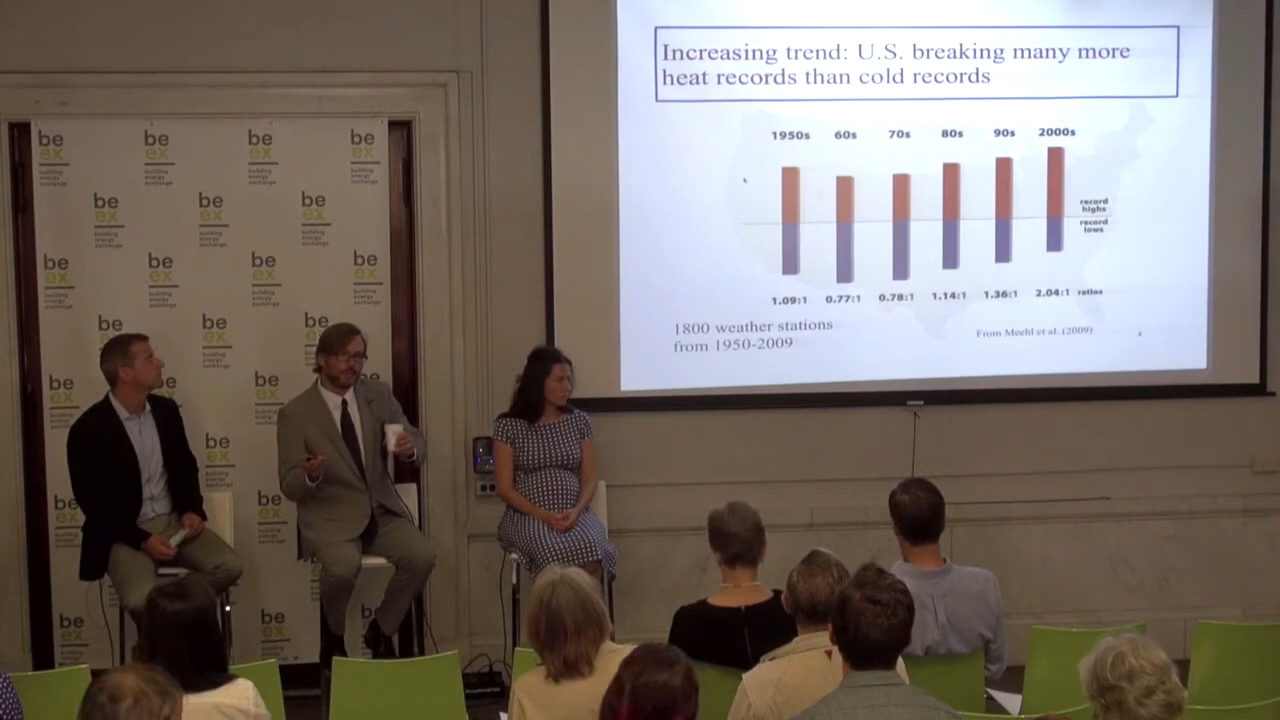 Increasing trend: U.S. breaking many more
heat records than cold records
1950s 60s 70s 80s 90s 2000s
record
highs
record
lows
1.09:1 0.77:1 0.78:1 1.14:1 1.36:1 2.04:1 ratios
1800 weather stations
from 1950-2009
From Meehl et al. (2009)
4
be
ex
building
energy
exchange